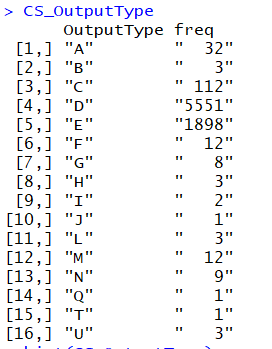 > CS_OutputType
OutputType freq
[1,] "A" " 32"
[2,] "B" " 3"
[3,] "C" " 112"
[4,] "D" "5551"
[5,] "E" "1898"
[6,] "F" " 12"
[7,] "G" " 8"
[8,] "H" " 3"
[9,] "I" " 2"
[10,] "J" " 1"
[11,] "L" " 3"
[12,] "M" " 12"
[13,] "N" " 9"
[14,] "Q" " 1"
[15,] "T" " 1"
[16,] "U" " 3"